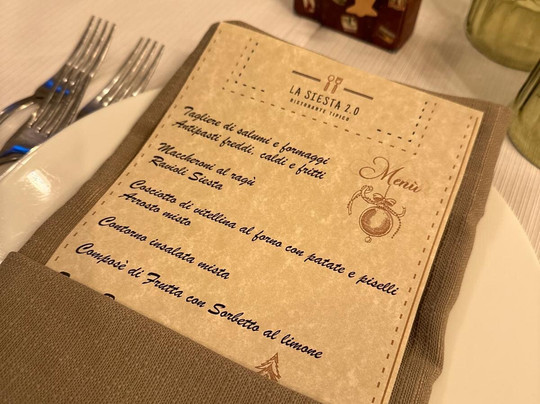 LA SIESTA 2.0
RISTORANTE TIPICO
Menù
Tagliere di salumi e formaggi
Antipasti freddi, caldi e fritti
Maccheroni al ragù
Ravioli Siesta
Cosciotto di vitellina al forno con patate e piselli
Arrosto misto
Contorno insalata mista
Composè di Frutta con Sorbetto al limone